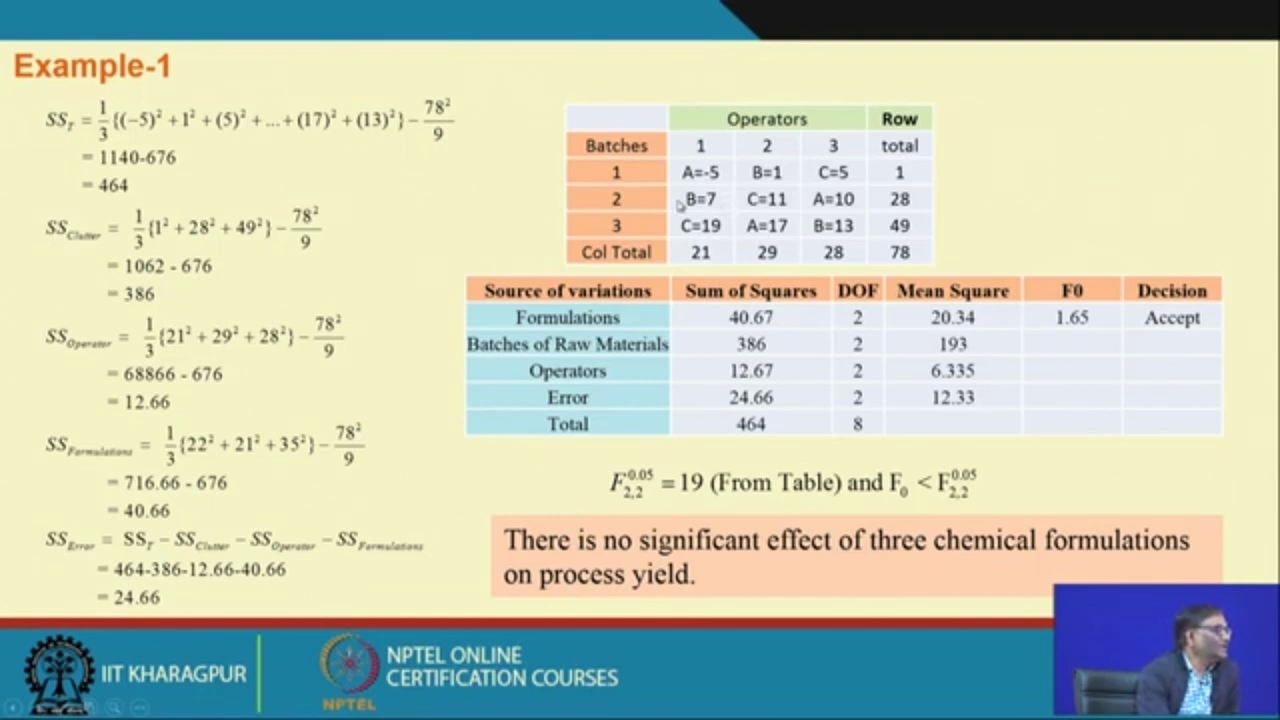 Example-1
SS_T = 1/3 {(-5)² + 1² + (5)² + ... + (17)² + (13)²} - 78²/9
= 1140-676
= 464
SS_Clutter = 1/3 {1² + 28² + 49²} - 78²/9
= 1062 - 676
= 386
SS_Operator = 1/3 {21² + 29² + 28²} - 78²/9
= 68866 - 676
= 12.66
SS_Formulations = 1/3 {22² + 21² + 35²} - 78²/9
= 716.66 - 676
= 40.66
SS_Error = SS_T - SS_Clutter - SS_Operator - SS_Formulations
= 464-386-12.66-40.66
= 24.66
Operators Row
Batches 1 2 3 total
1 A=-5 B=1 C=5 1
2 B=7 C=11 A=10 28
3 C=19 A=17 B=13 49
Col Total 21 29 28 78
Source of variations Sum of Squares DOF Mean Square F0 Decision
Formulations 40.67 2 20.34 1.65 Accept
Batches of Raw Materials 386 2 193
Operators 12.67 2 6.335
Error 24.66 2 12.33
Total 464 8
F_{2,2}^{0.05} = 19 (From Table) and F_0 < F_{2,2}^{0.05}
There is no significant effect of three chemical formulations
on process yield.
IIT KHARAGPUR
NPTEL
NPTEL ONLINE
CERTIFICATION COURSES